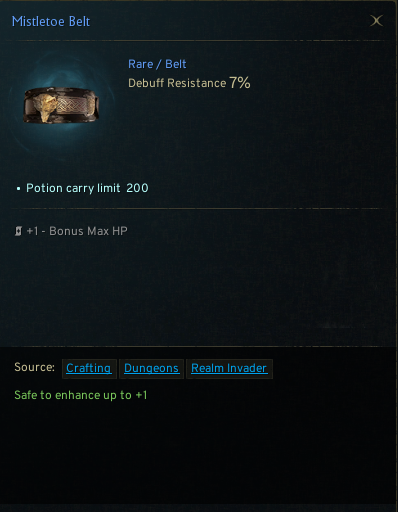 Mistletoe Belt
Rare / Belt
Debuff Resistance 7%
• Potion carry limit 200
+1 - Bonus Max HP
Source: Crafting Dungeons Realm Invader
Safe to enhance up to +1